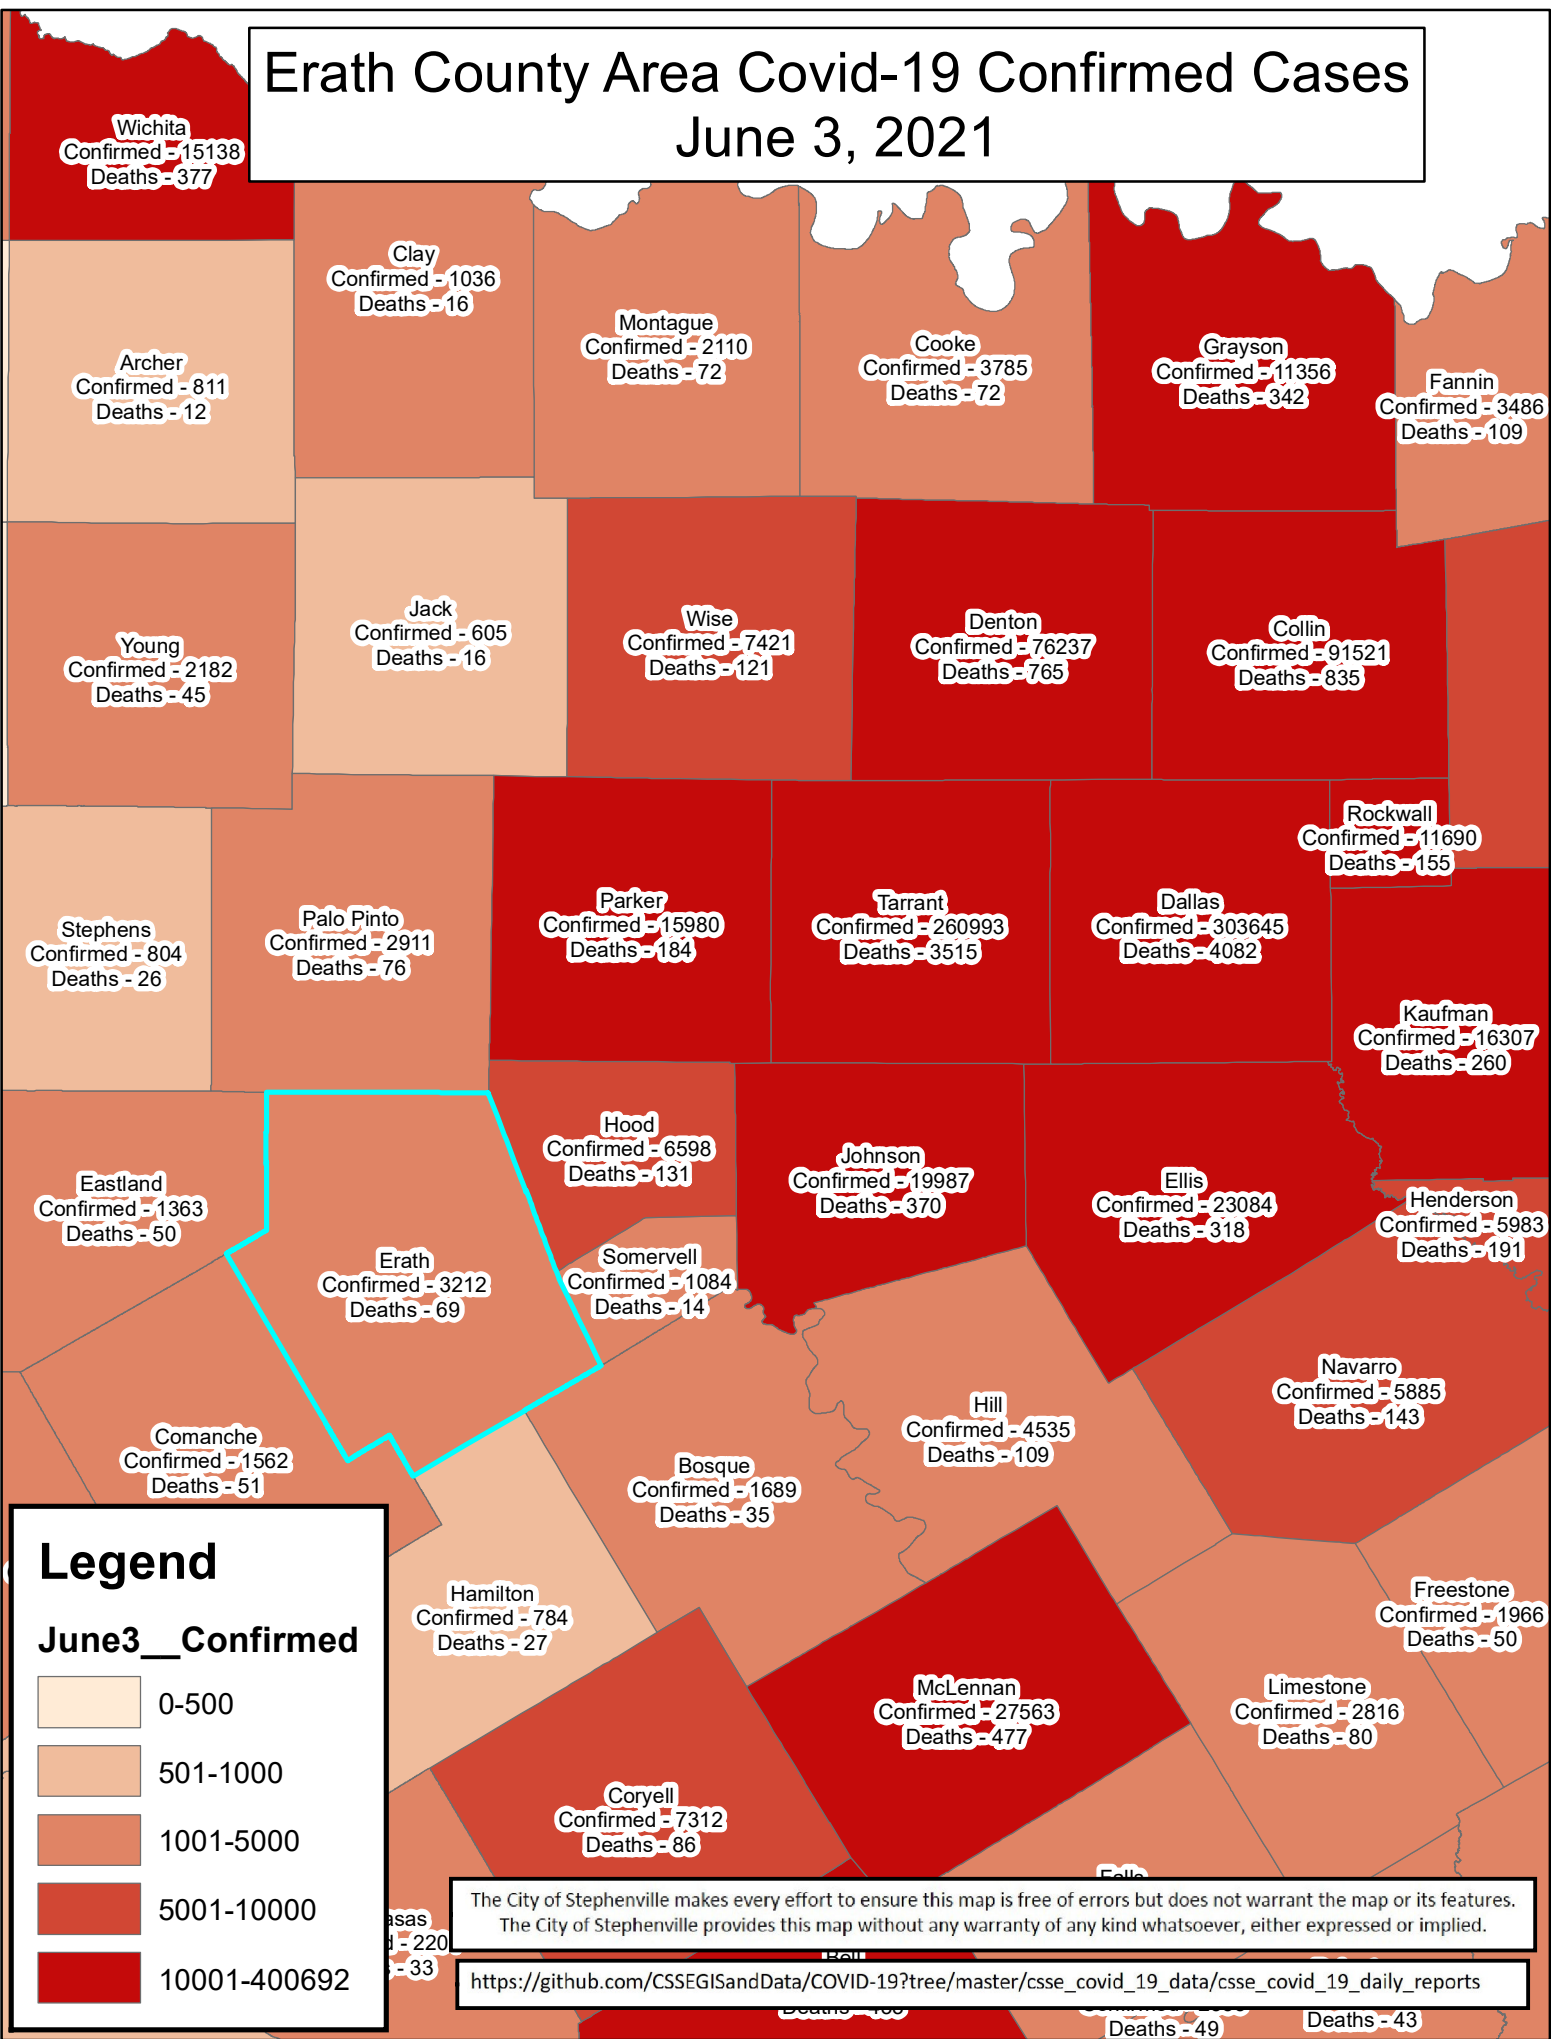 Erath County Area Covid-19 Confirmed Cases
June 3, 2021
Wichita
Confirmed - 15138
Deaths - 377
Clay
Confirmed - 1036
Deaths - 16
Montague
Confirmed - 2110
Deaths - 72
Cooke
Confirmed - 3785
Deaths - 72
Grayson
Confirmed - 11356
Deaths - 342
Fannin
Confirmed - 3486
Deaths - 109
Archer
Confirmed - 811
Deaths - 12
Young
Confirmed - 2182
Deaths - 45
Jack
Confirmed - 605
Deaths - 16
Wise
Confirmed - 7421
Deaths - 121
Denton
Confirmed - 76237
Deaths - 765
Collin
Confirmed - 91521
Deaths - 835
Rockwall
Confirmed - 11690
Deaths - 155
Stephens
Confirmed - 804
Deaths - 26
Palo Pinto
Confirmed - 2911
Deaths - 76
Parker
Confirmed - 15980
Deaths - 184
Tarrant
Confirmed - 260993
Deaths - 3515
Dallas
Confirmed - 303645
Deaths - 4082
Kaufman
Confirmed - 16307
Deaths - 260
Eastland
Confirmed - 1363
Deaths - 50
Erath
Confirmed - 3212
Deaths - 69
Hood
Confirmed - 6598
Deaths - 131
Somervell
Confirmed - 1084
Deaths - 14
Johnson
Confirmed - 19987
Deaths - 370
Ellis
Confirmed - 23084
Deaths - 318
Henderson
Confirmed - 5983
Deaths - 191
Navarro
Confirmed - 5885
Deaths - 143
Hill
Confirmed - 4535
Deaths - 109
Comanche
Confirmed - 1562
Deaths - 51
Bosque
Confirmed - 1689
Deaths - 35
Hamilton
Confirmed - 784
Deaths - 27
Freestone
Confirmed - 1966
Deaths - 50
Limestone
Confirmed - 2816
Deaths - 80
McLennan
Confirmed - 27563
Deaths - 477
Coryell
Confirmed - 7312
Deaths - 86
asas
- 220
- 33
Deaths - 49
Deaths - 43
Legend
June3__Confirmed
0-500
501-1000
1001-5000
5001-10000
10001-400692
The City of Stephenville makes every effort to ensure this map is free of errors but does not warrant the map or its features.
The City of Stephenville provides this map without any warranty of any kind whatsoever, either expressed or implied.
https://github.com/CSSEGISandData/COVID-19?tree/master/csse_covid_19_data/csse_covid_19_daily_reports